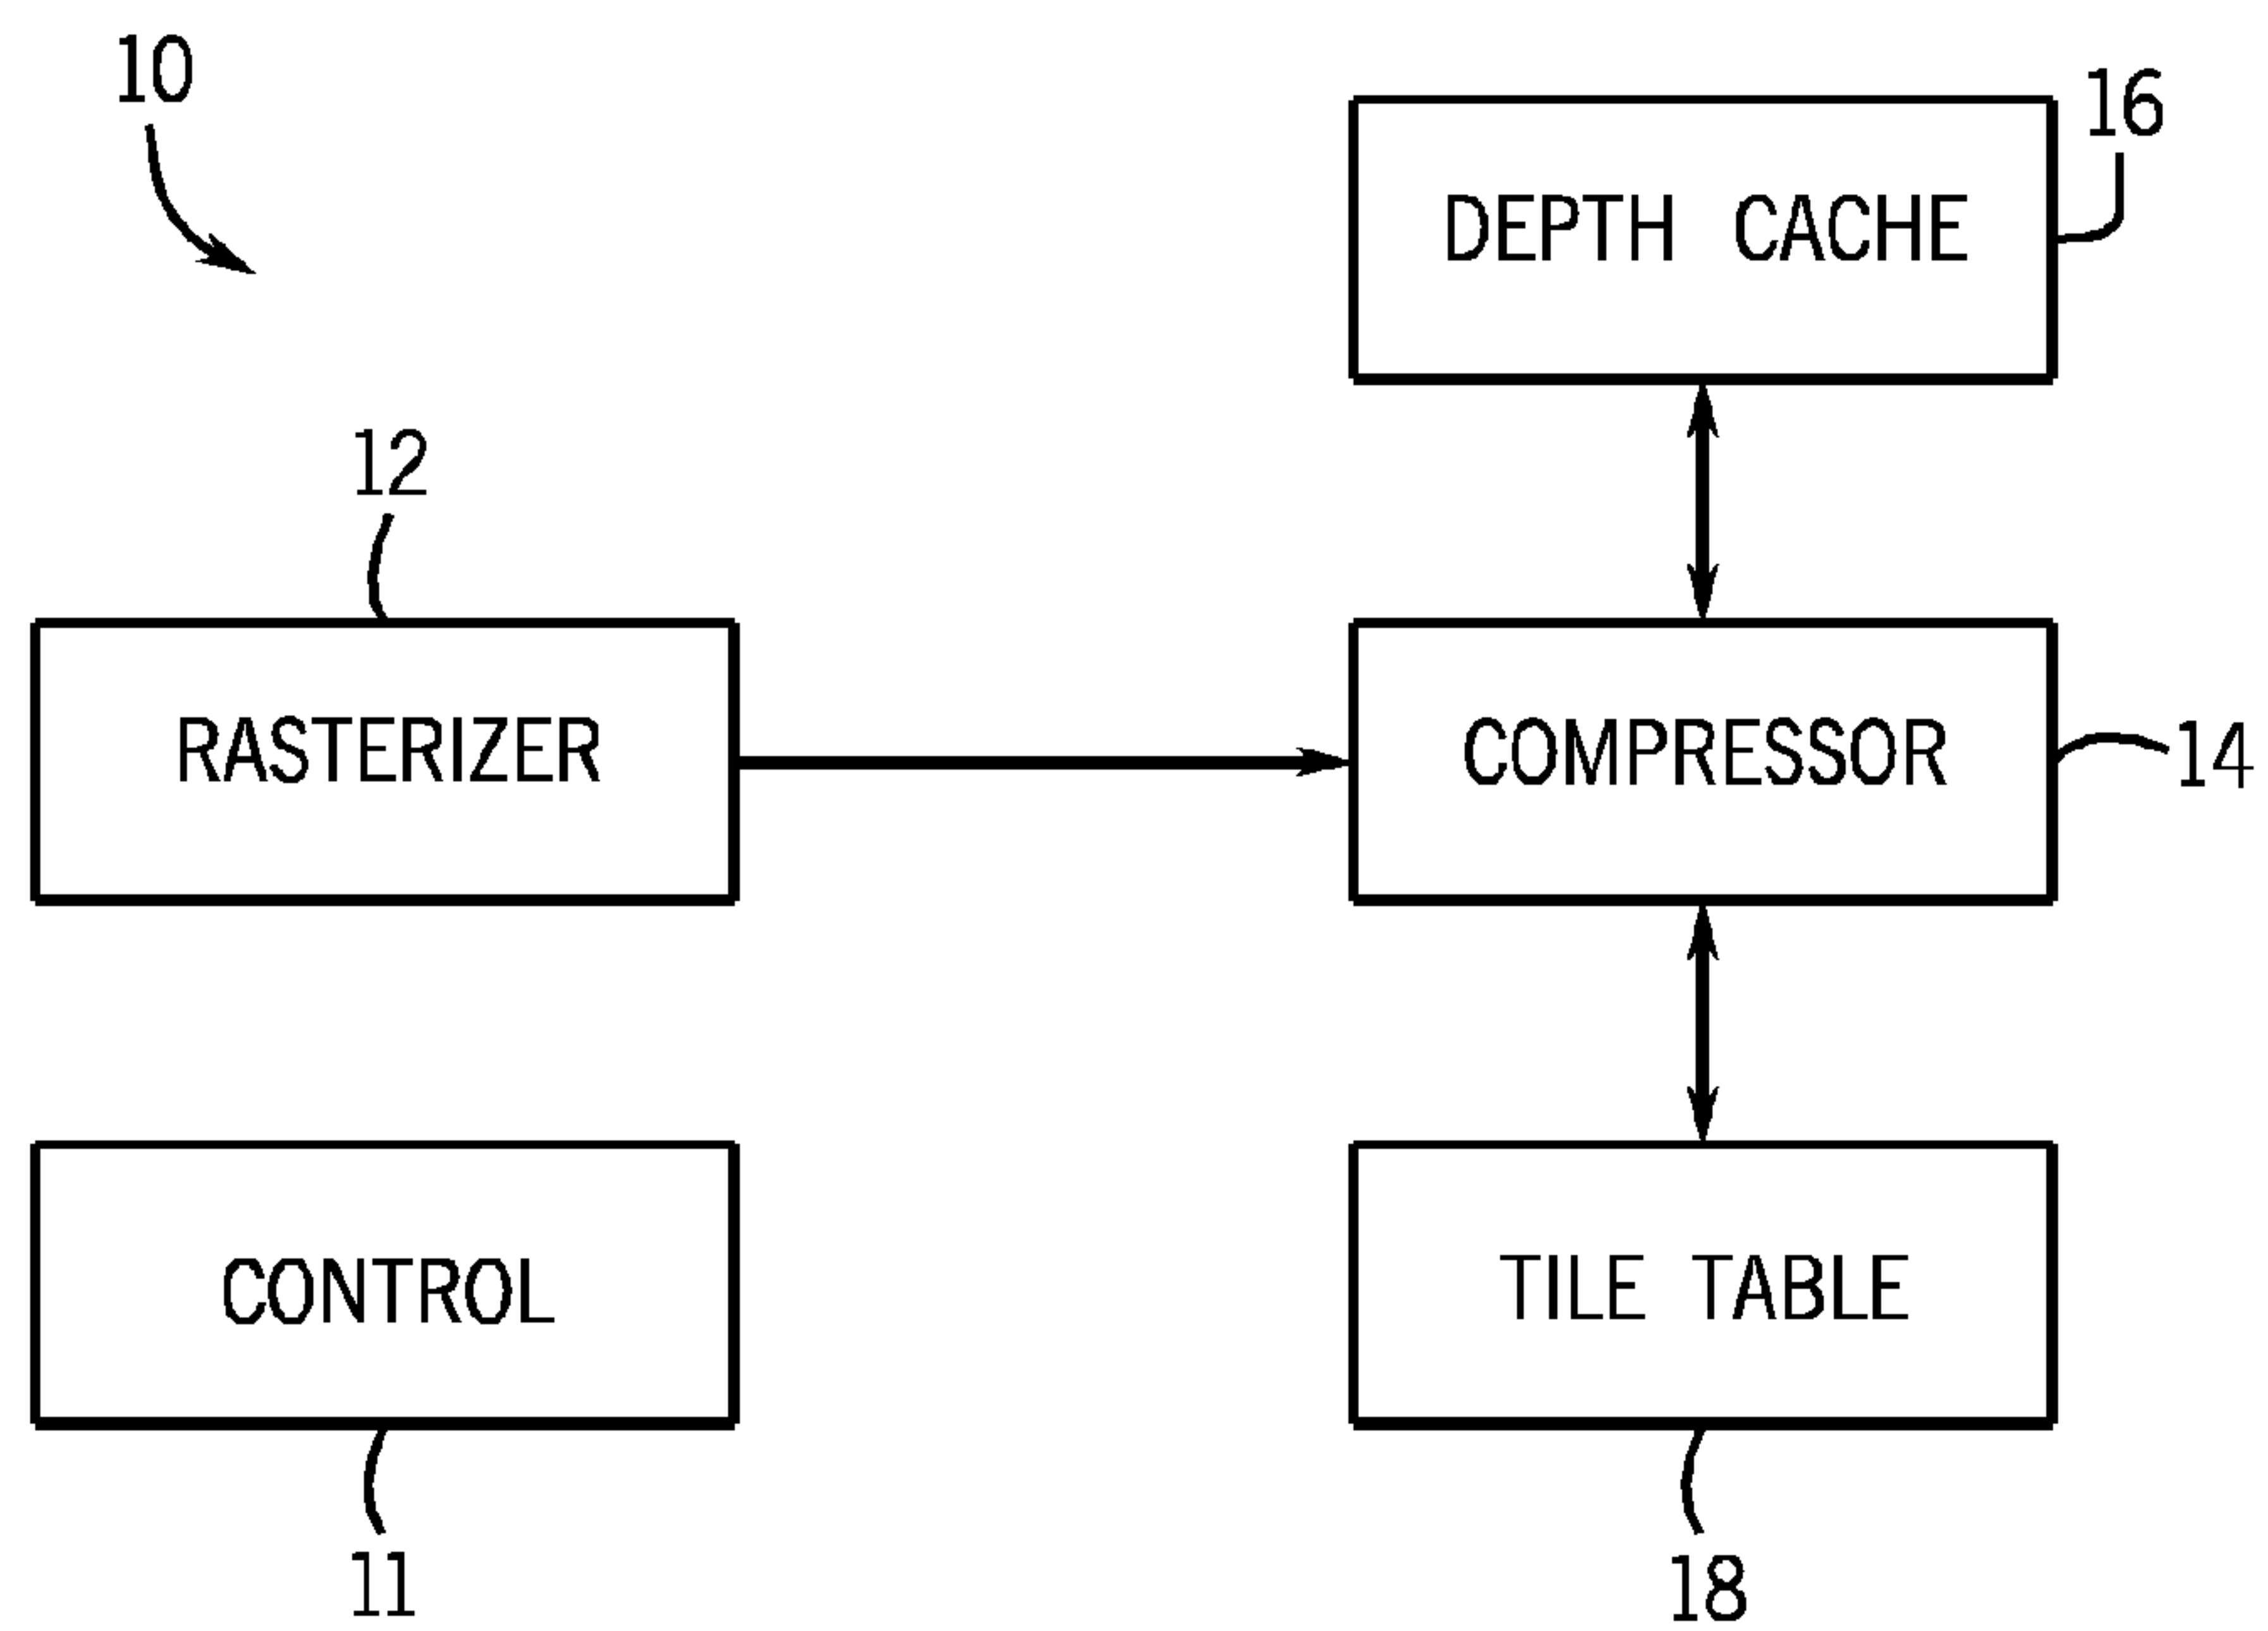 10
16
DEPTH CACHE
12
RASTERIZER
COMPRESSOR
14
CONTROL
TILE TABLE
11
18